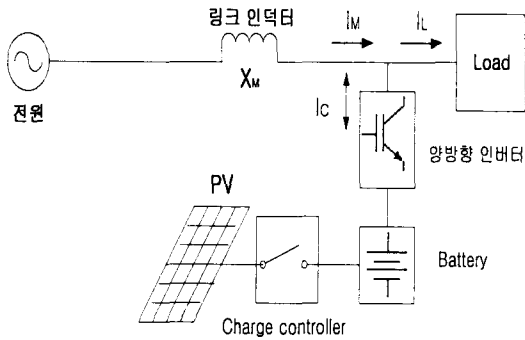 링크 인덕터
I_M
I_L
Load
X_M
전원
I_C
양방향 인버터
PV
Battery
Charge controller